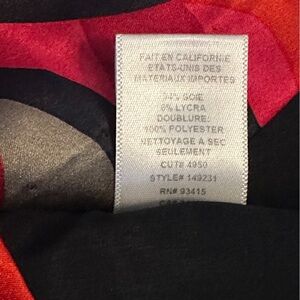 FAIT EN CALIFORNIE
ETATS-UNIS DES
MATERIAUX IMPORTES
94% SOIE
6% LYCRA
DOUBLURE:
100% POLYESTER
NETTOYAGE A SEC
SEULEMENT
CUT# 4950
STYLE# 149231
RN# 93415